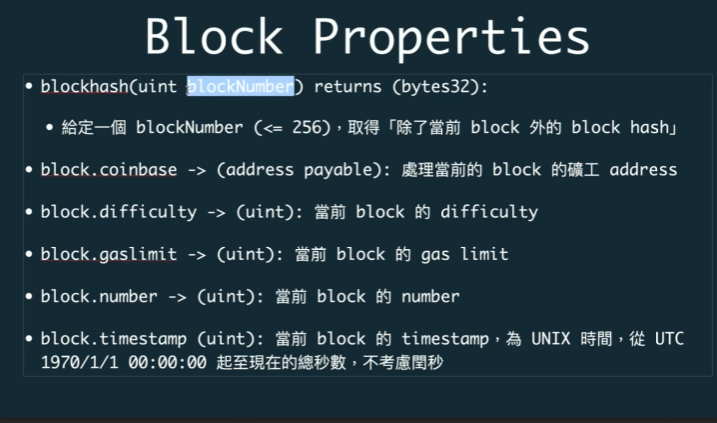 Block Properties
• blockhash(uint blockNumber) returns (bytes32):
• 給定一個 blockNumber (<= 256)，取得「除了當前 block 外的 block hash」
• block.coinbase -> (address payable): 處理當前的 block 的礦工 address
• block.difficulty -> (uint): 當前 block 的 difficulty
• block.gaslimit -> (uint): 當前 block 的 gas limit
• block.number -> (uint): 當前 block 的 number
• block.timestamp (uint): 當前 block 的 timestamp，為 UNIX 時間，從 UTC
1970/1/1 00:00:00 起至現在的總秒數，不考慮閏秒